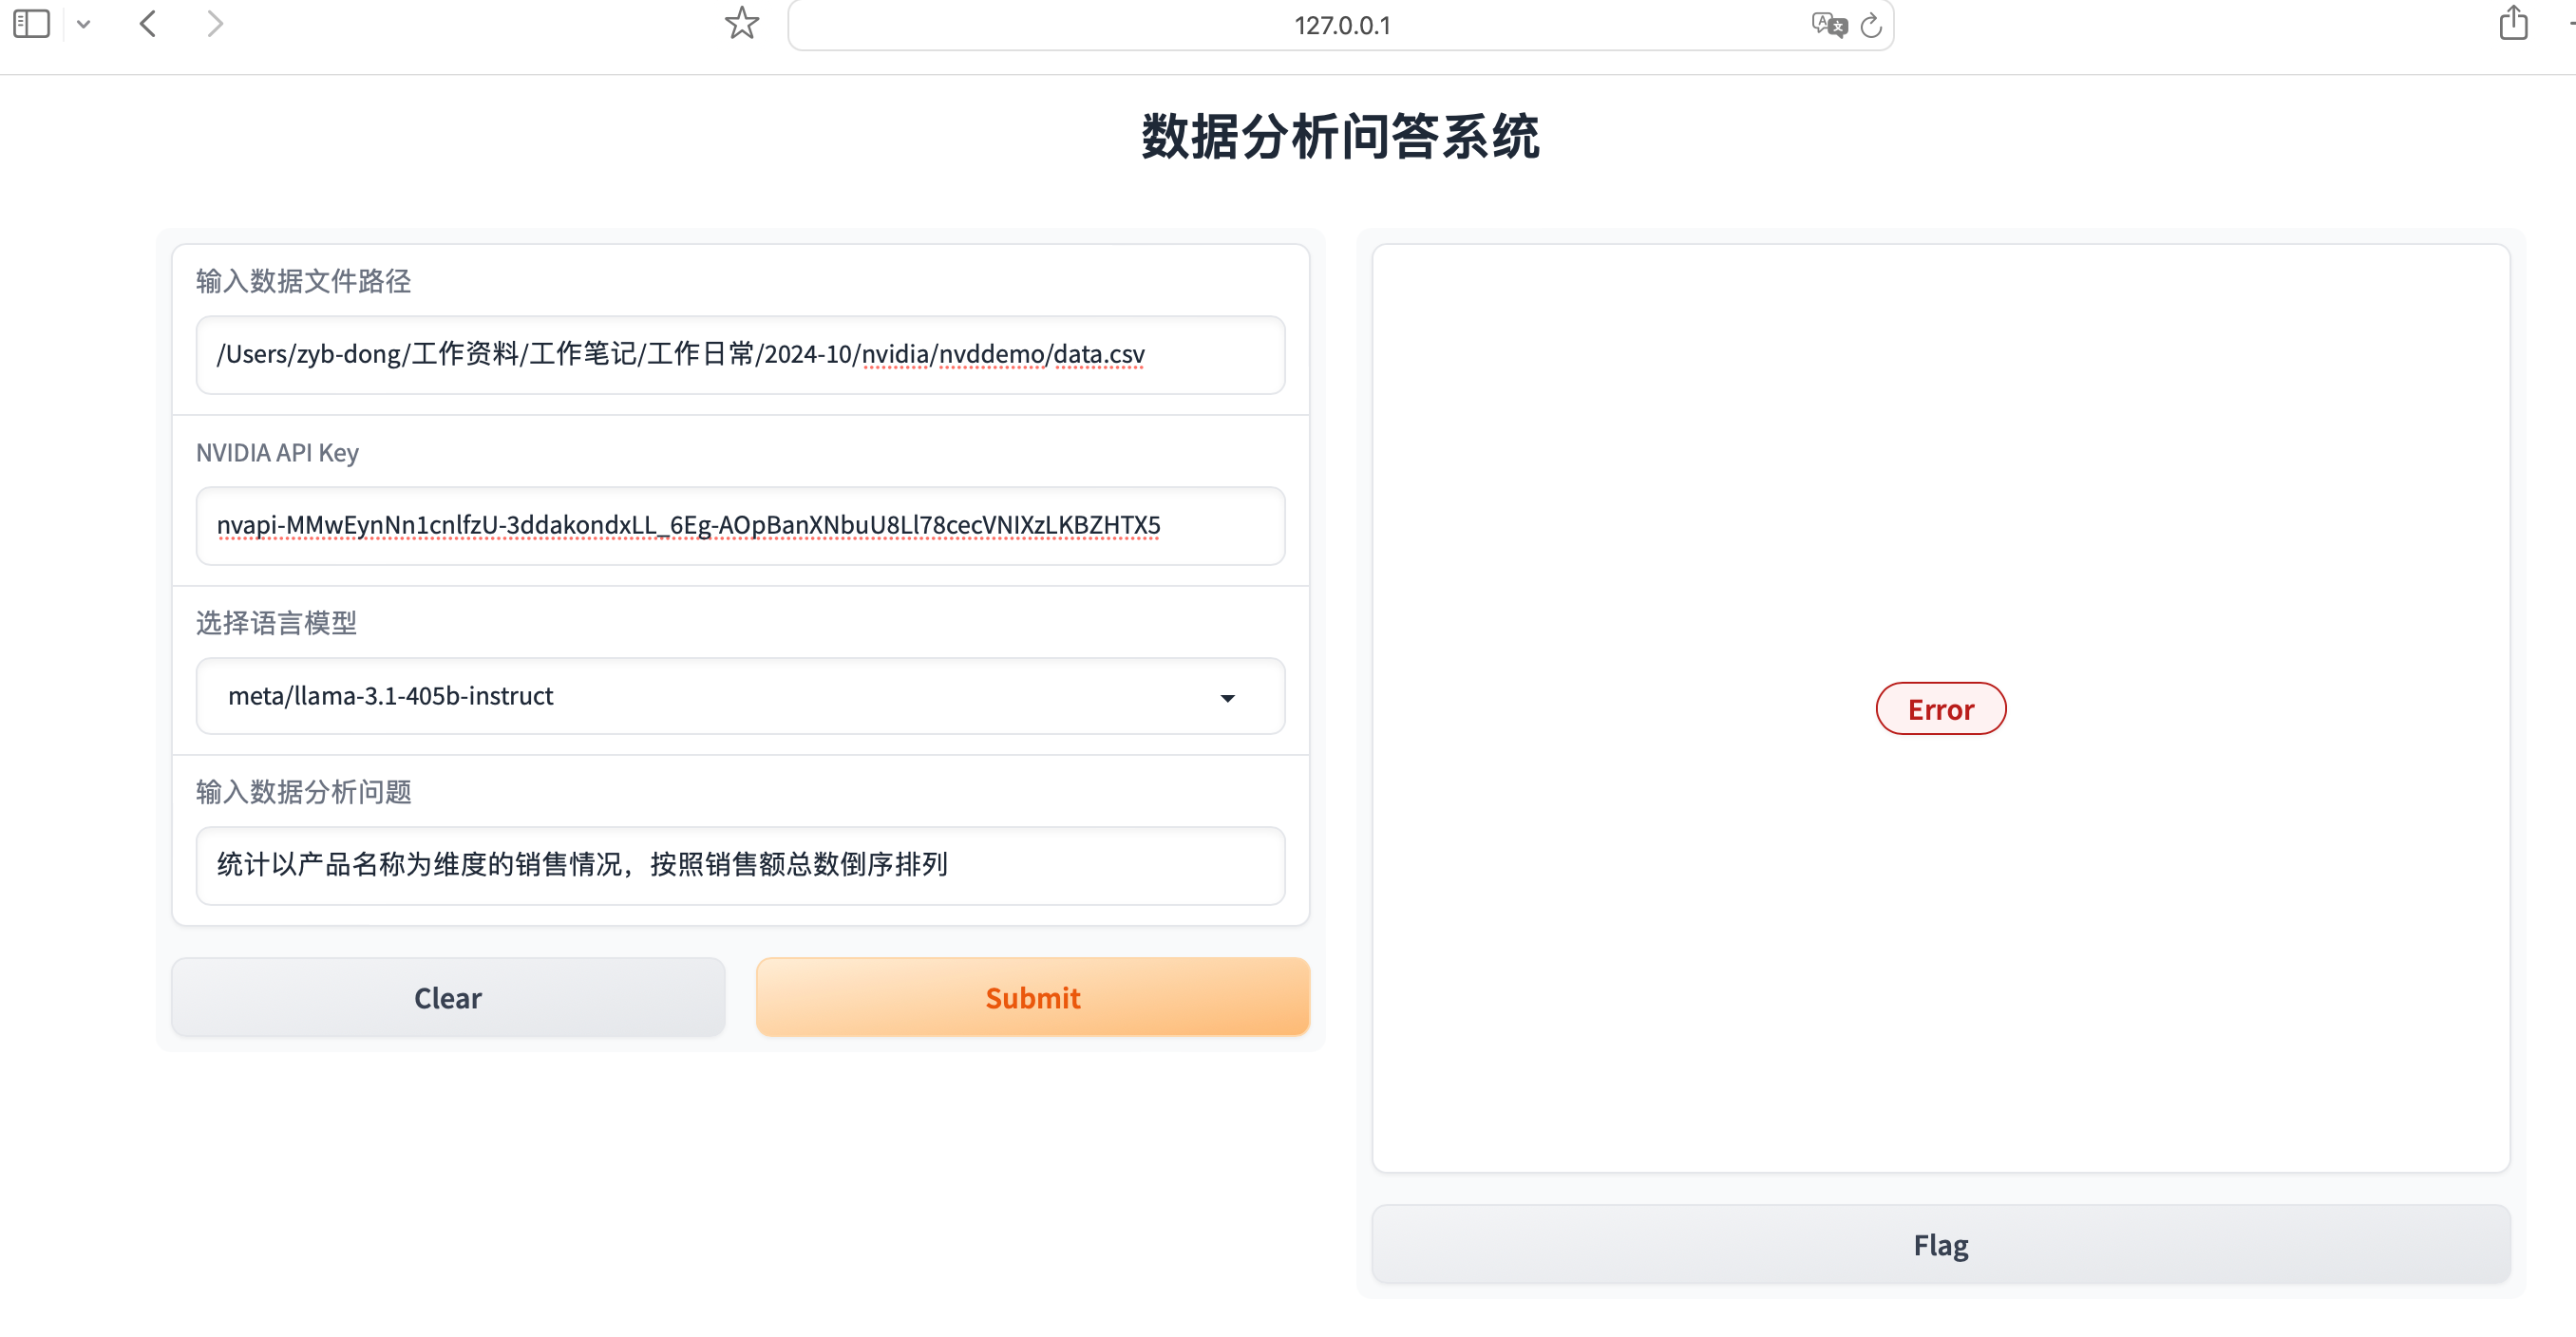 127.0.0.1
数据分析问答系统
输入数据文件路径
/Users/zyb-dong/工作资料/工作笔记/工作日常/2024-10/nvidia/nvddemo/data.csv
NVIDIA API Key
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
选择语言模型
meta/llama-3.1-405b-instruct
输入数据分析问题
统计以产品名称为维度的销售情况，按照销售额总数倒序排列
Clear
Submit
Error
Flag